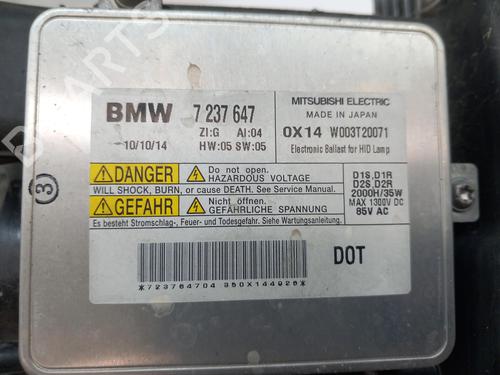 BMW 7 237 647
10/10/14 ZI:G AI:04
HW:05 SW:05
MITSUBISHI ELECTRIC
MADE IN JAPAN
0X14 W003T20071
Electronic Ballast for HID Lamp
DANGER Do not open.
HAZARDOUS VOLTAGE
WILL SHOCK, BURN, or cause DEATH. See Service Manual.
GEFAHR Nicht öffnen.
GEFÄHRLICHE SPANNUNG
Es besteht Stromschlag-, Feuer- und Todesgefahr. Siehe Wartungsanleitung.
D1S,D1R
D2S,D2R
2000H/35W
MAX 1300V DC
85V AC
3
DOT
*723764704 350X144026*